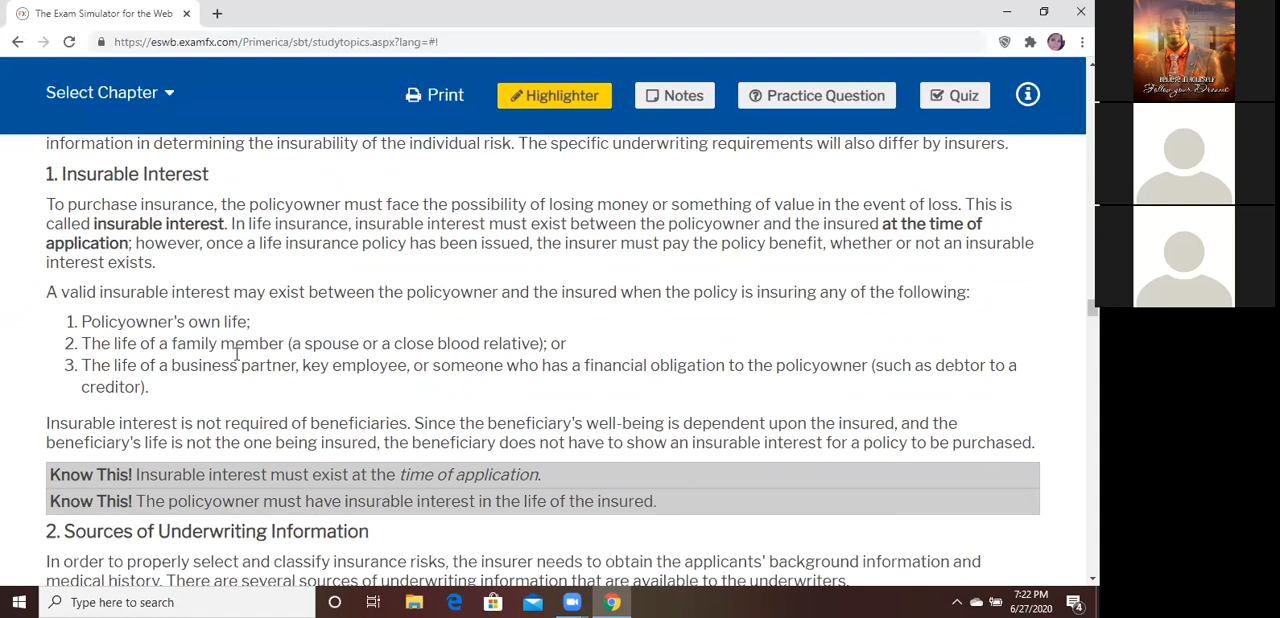 The Exam Simulator for the Web
https://eswb.examfx.com/Primerica/sbt/studytopics.aspx?lang=#!
Select Chapter
Print
Highlighter
Notes
Practice Question
Quiz
information in determining the insurability of the individual risk. The specific underwriting requirements will also differ by insurers.
1. Insurable Interest
To purchase insurance, the policyowner must face the possibility of losing money or something of value in the event of loss. This is
called insurable interest. In life insurance, insurable interest must exist between the policyowner and the insured at the time of
application; however, once a life insurance policy has been issued, the insurer must pay the policy benefit, whether or not an insurable
interest exists.
A valid insurable interest may exist between the policyowner and the insured when the policy is insuring any of the following:
1. Policyowner's own life;
2. The life of a family member (a spouse or a close blood relative); or
3. The life of a business partner, key employee, or someone who has a financial obligation to the policyowner (such as debtor to a
creditor).
Insurable interest is not required of beneficiaries. Since the beneficiary's well-being is dependent upon the insured, and the
beneficiary's life is not the one being insured, the beneficiary does not have to show an insurable interest for a policy to be purchased.
Know This! Insurable interest must exist at the time of application.
Know This! The policyowner must have insurable interest in the life of the insured.
2. Sources of Underwriting Information
In order to properly select and classify insurance risks, the insurer needs to obtain the applicants' background information and
medical history. There are several sources of underwriting information that are available to the underwriters.
Type here to search
7:22 PM
6/27/2020
4
BELIEVE IN YOURSELF
Follow your Dreams